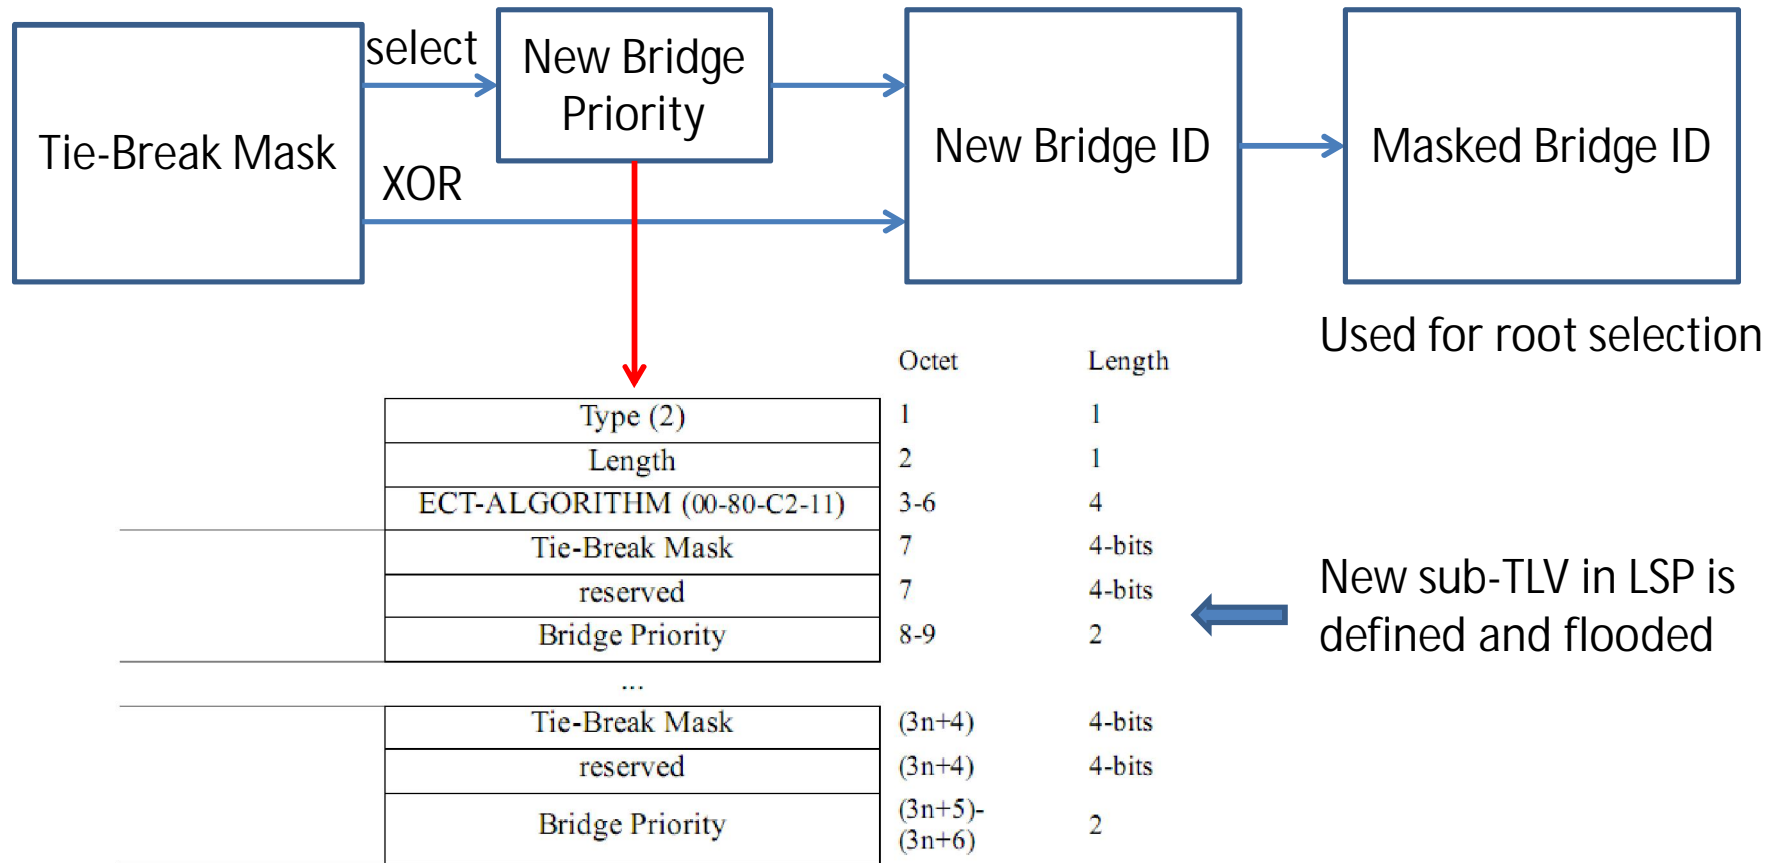 Tie-Break Mask
select
XOR
New Bridge
Priority
New Bridge ID
Masked Bridge ID
Used for root selection
Octet Length
Type (2) 1 1
Length 2 1
ECT-ALGORITHM (00-80-C2-11) 3-6 4
Tie-Break Mask 7 4-bits
reserved 7 4-bits
Bridge Priority 8-9 2
...
Tie-Break Mask (3n+4) 4-bits
reserved (3n+4) 4-bits
Bridge Priority (3n+5)-
(3n+6) 2
New sub-TLV in LSP is
defined and flooded